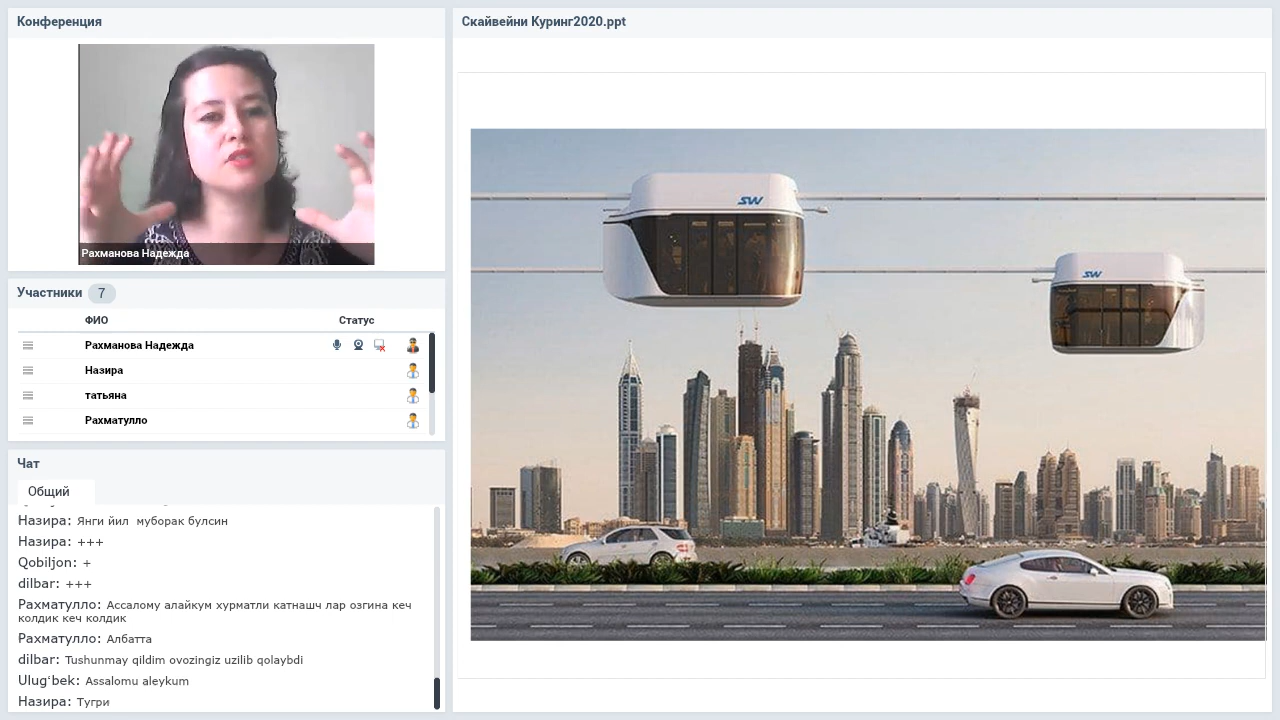 Конференция
Рахманова Надежда
Участники 7
ФИО Статус
Рахманова Надежда
Назира
татьяна
Рахматулло
Чат
Общий
Назира: Янги йил муборак булсин
Назира: +++
Qobiljon: +
dilbar: +++
Рахматулло: Ассалому алайкум хурматли катнашч лар озгина кеч
колдик кеч колдик
Рахматулло: Албатта
dilbar: Tushunmay qildim ovozingiz uzilib qolaybdi
Ulug'bek: Assalomu aleykum
Назира: Тугри
Скайвейни Куринг2020.ppt
SW
SW